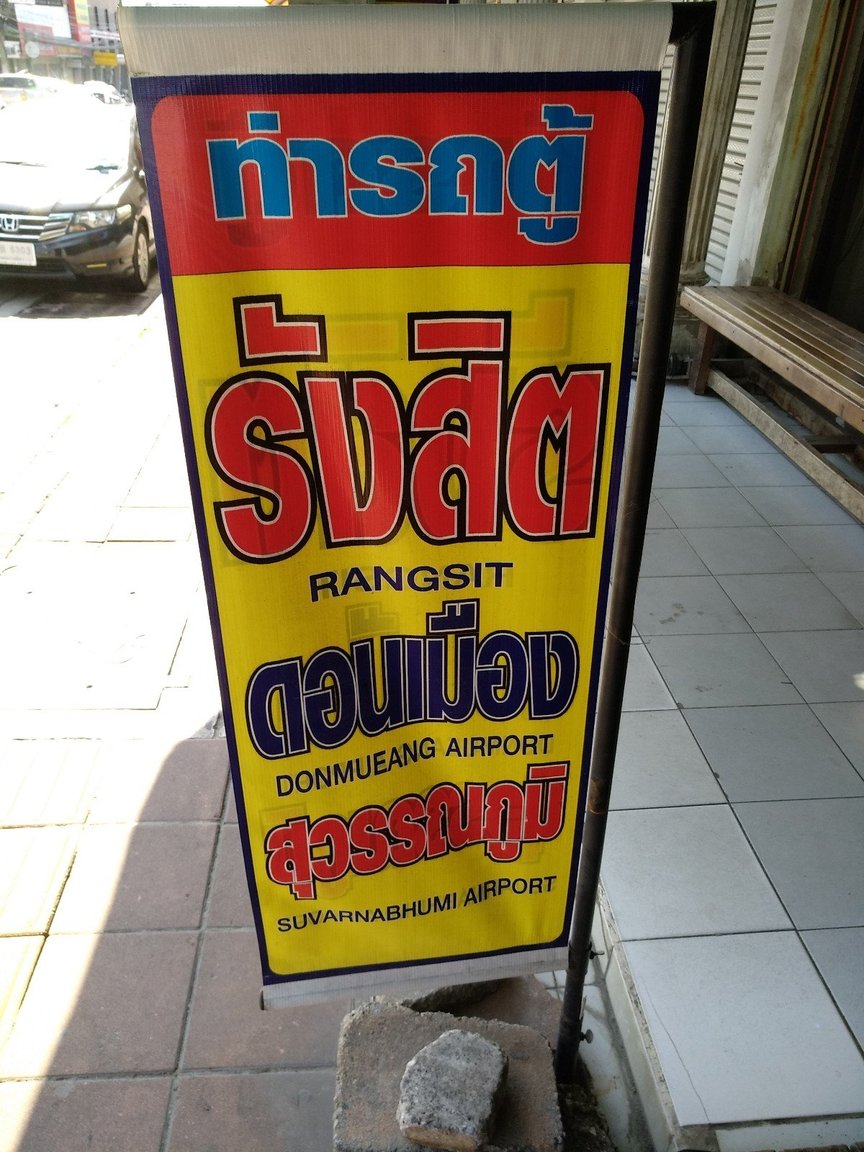 ท่ารถตู้
รังสิต
RANGSIT
ดอนเมือง
DONMUEANG AIRPORT
สุวรรณภูมิ
SUVARNABHUMI AIRPORT